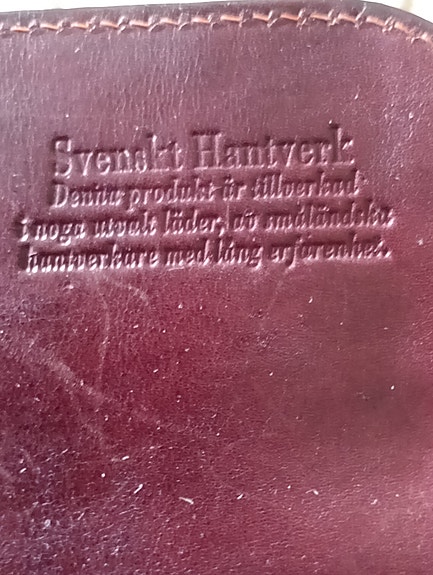 Svenskt Hantverk
Denna produkt är tillverkad
i noga utvalt läder, av småländska
hantverkare med lång erfarenhet.